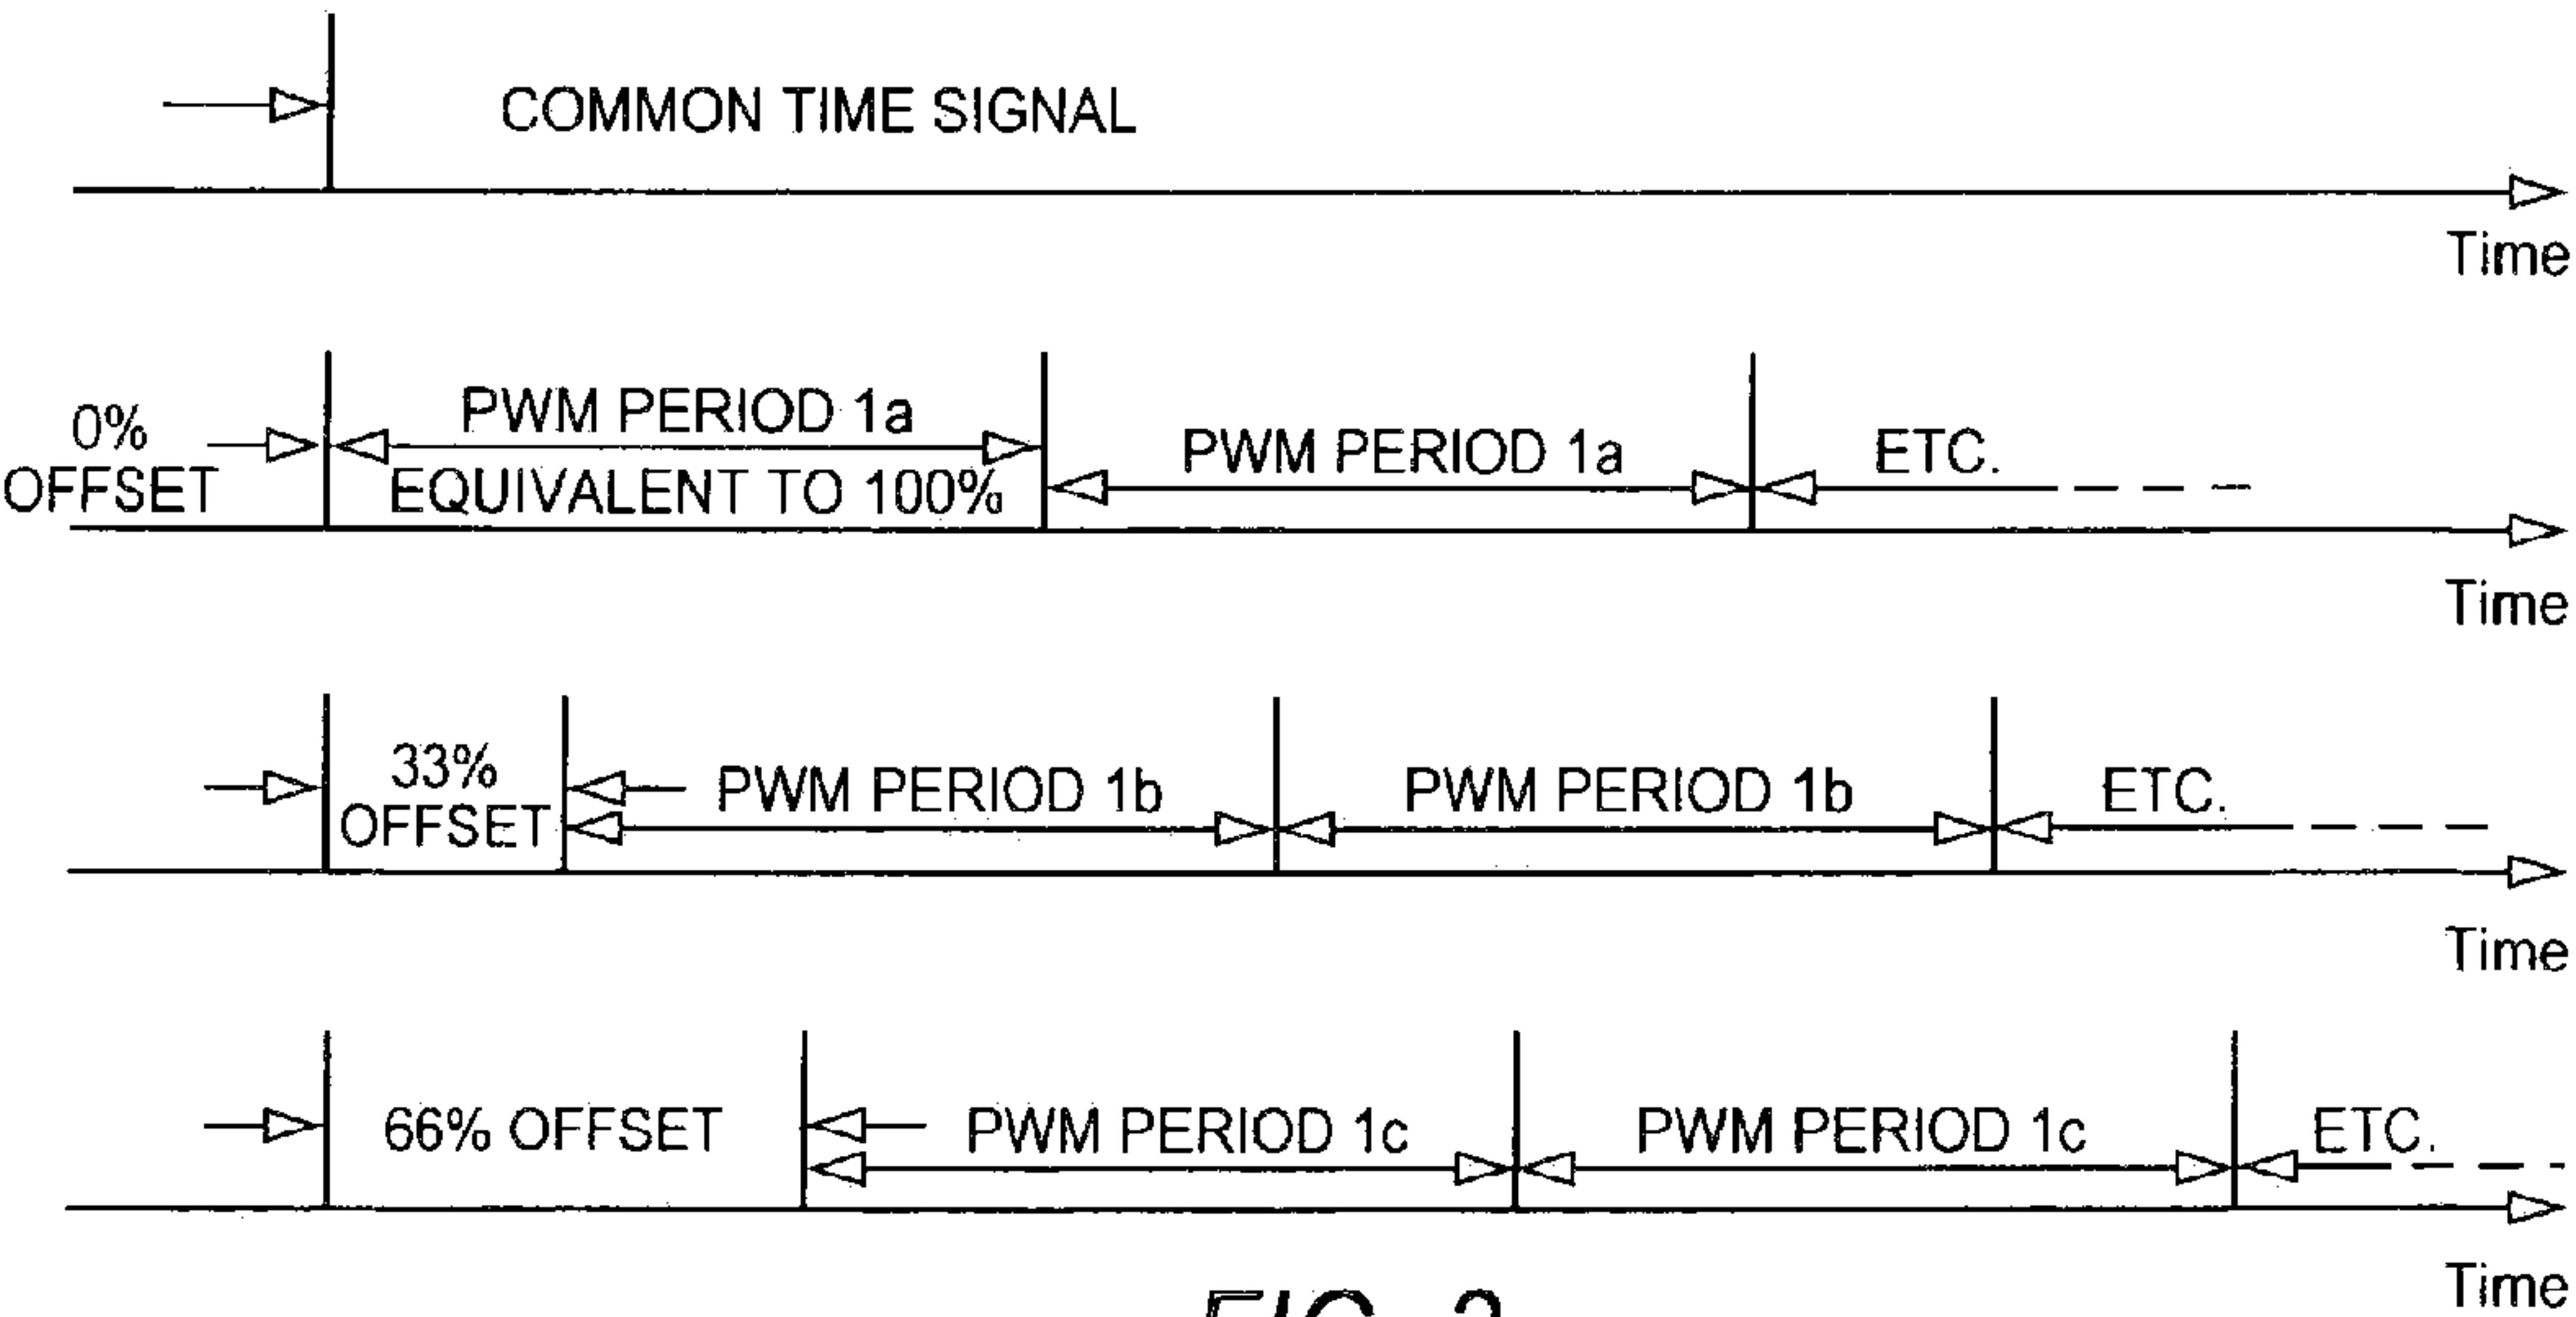 COMMON TIME SIGNAL
Time
0%
OFFSET
PWM PERIOD 1a
EQUIVALENT TO 100%
PWM PERIOD 1a
ETC.
Time
33%
OFFSET
PWM PERIOD 1b
PWM PERIOD 1b
ETC.
Time
66% OFFSET
PWM PERIOD 1c
PWM PERIOD 1c
ETC.
Time